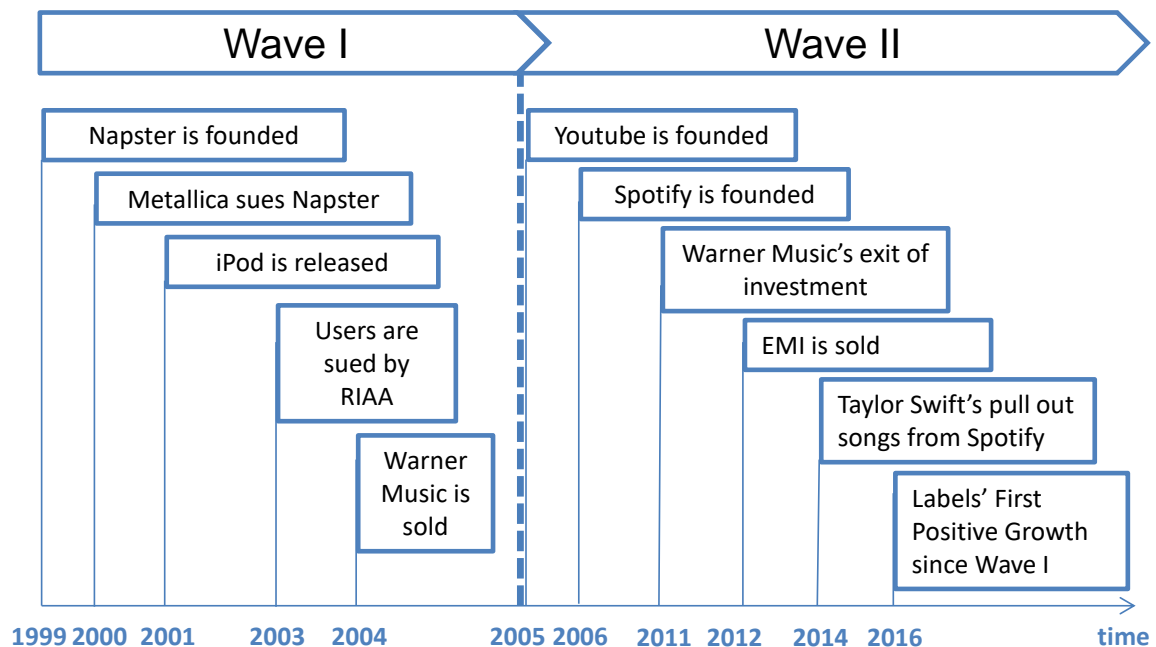 Wave I
Wave II
Napster is founded
Metallica sues Napster
iPod is released
Users are
sued by
RIAA
Warner
Music is
sold
Youtube is founded
Spotify is founded
Warner Music’s exit of
investment
EMI is sold
Taylor Swift’s pull out
songs from Spotify
Labels’ First
Positive Growth
since Wave I
1999 2000 2001 2003 2004 2005 2006 2011 2012 2014 2016 time